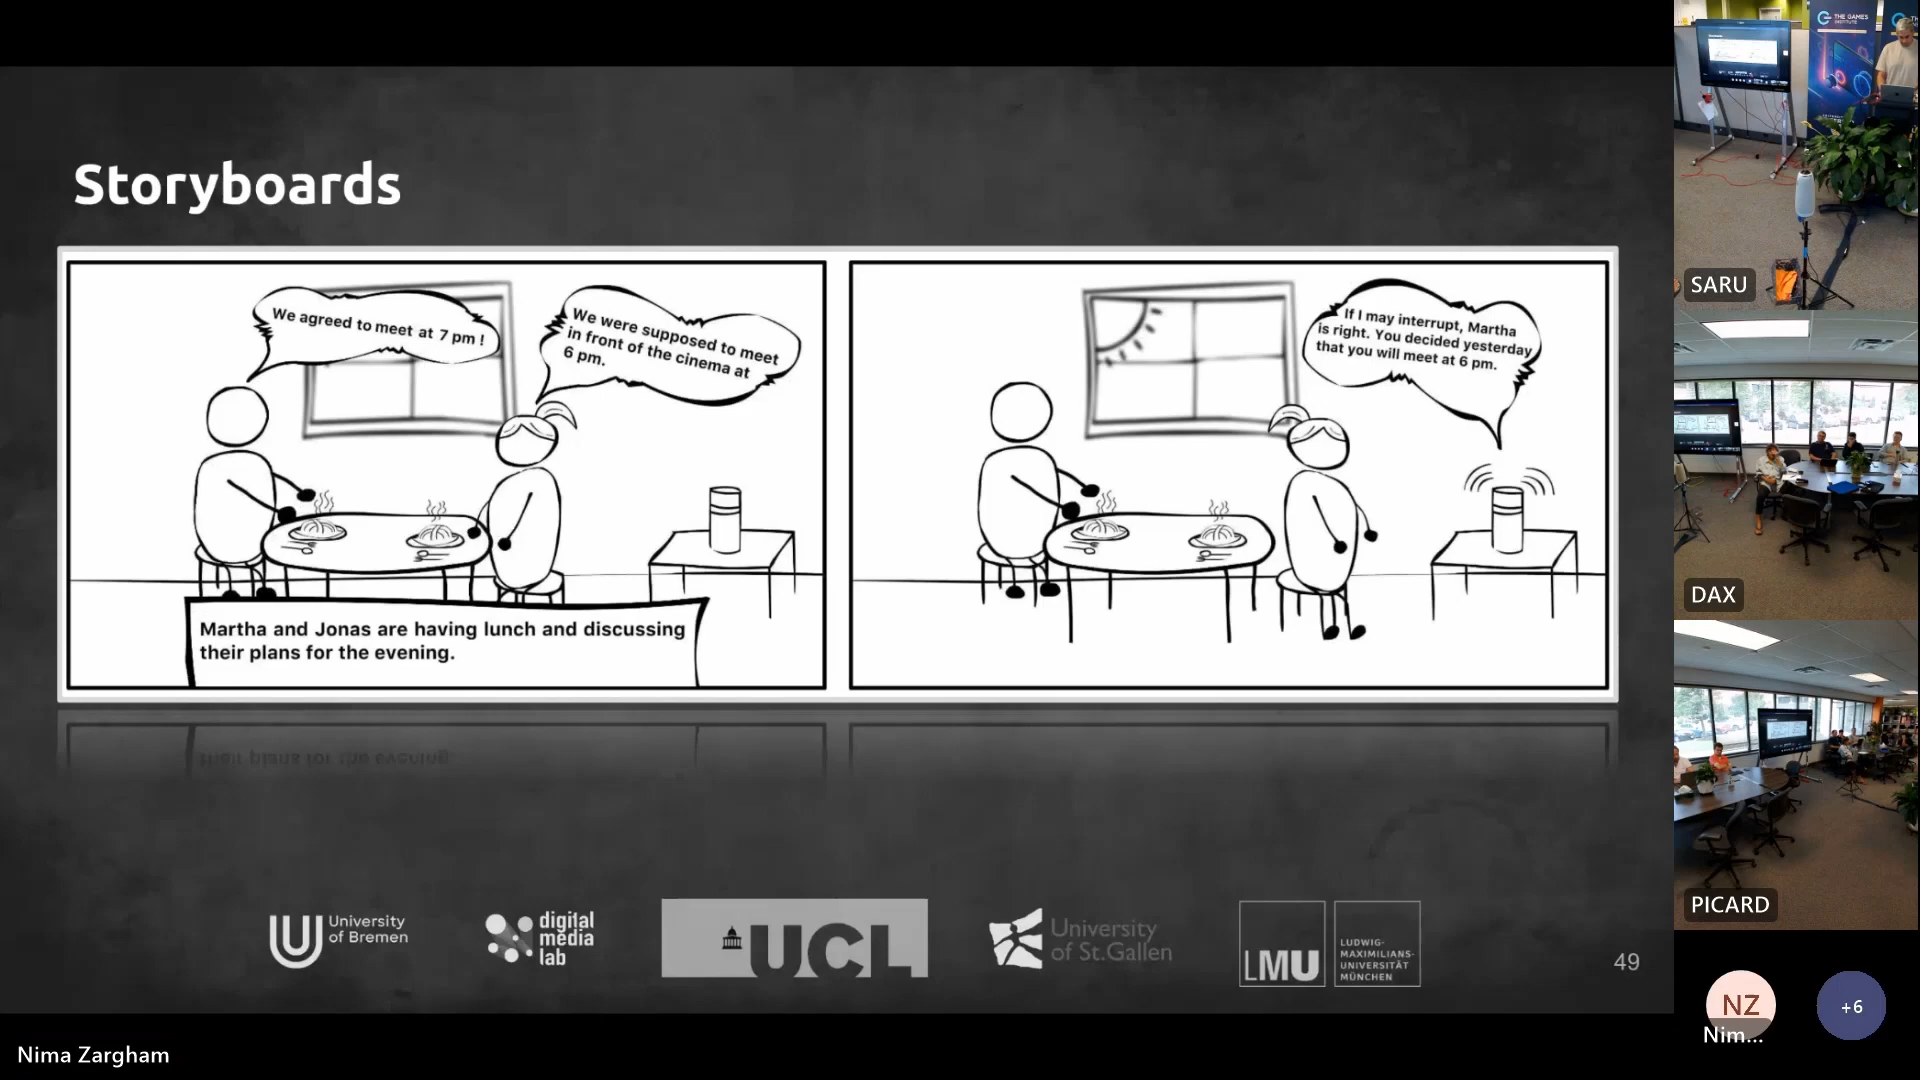 Storyboards
We agreed to meet at 7 pm !
We were supposed to meet
in front of the cinema at
6 pm.
Martha and Jonas are having lunch and discussing
their plans for the evening.
If I may interrupt, Martha
is right. You decided yesterday
that you will meet at 6 pm.
University
of Bremen
digital
media
lab
UCL
University
of St.Gallen
LMU
LUDWIG-
MAXIMILIANS-
UNIVERSITÄT
MÜNCHEN
49
Nima Zargham
THE GAMES
INSTITUTE
SARU
DAX
PICARD
NZ
Nim...
+6